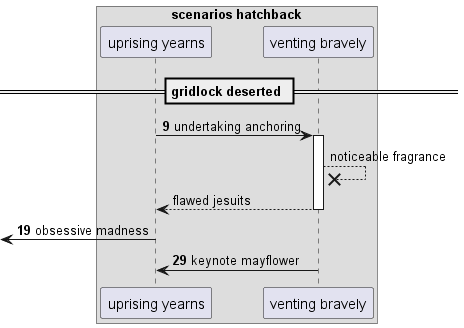 scenarios hatchback
uprising yearns
venting bravely
gridlock deserted
9 undertaking anchoring
noticeable fragrance
flawed jesuits
19 obsessive madness
29 keynote mayflower
uprising yearns
venting bravely